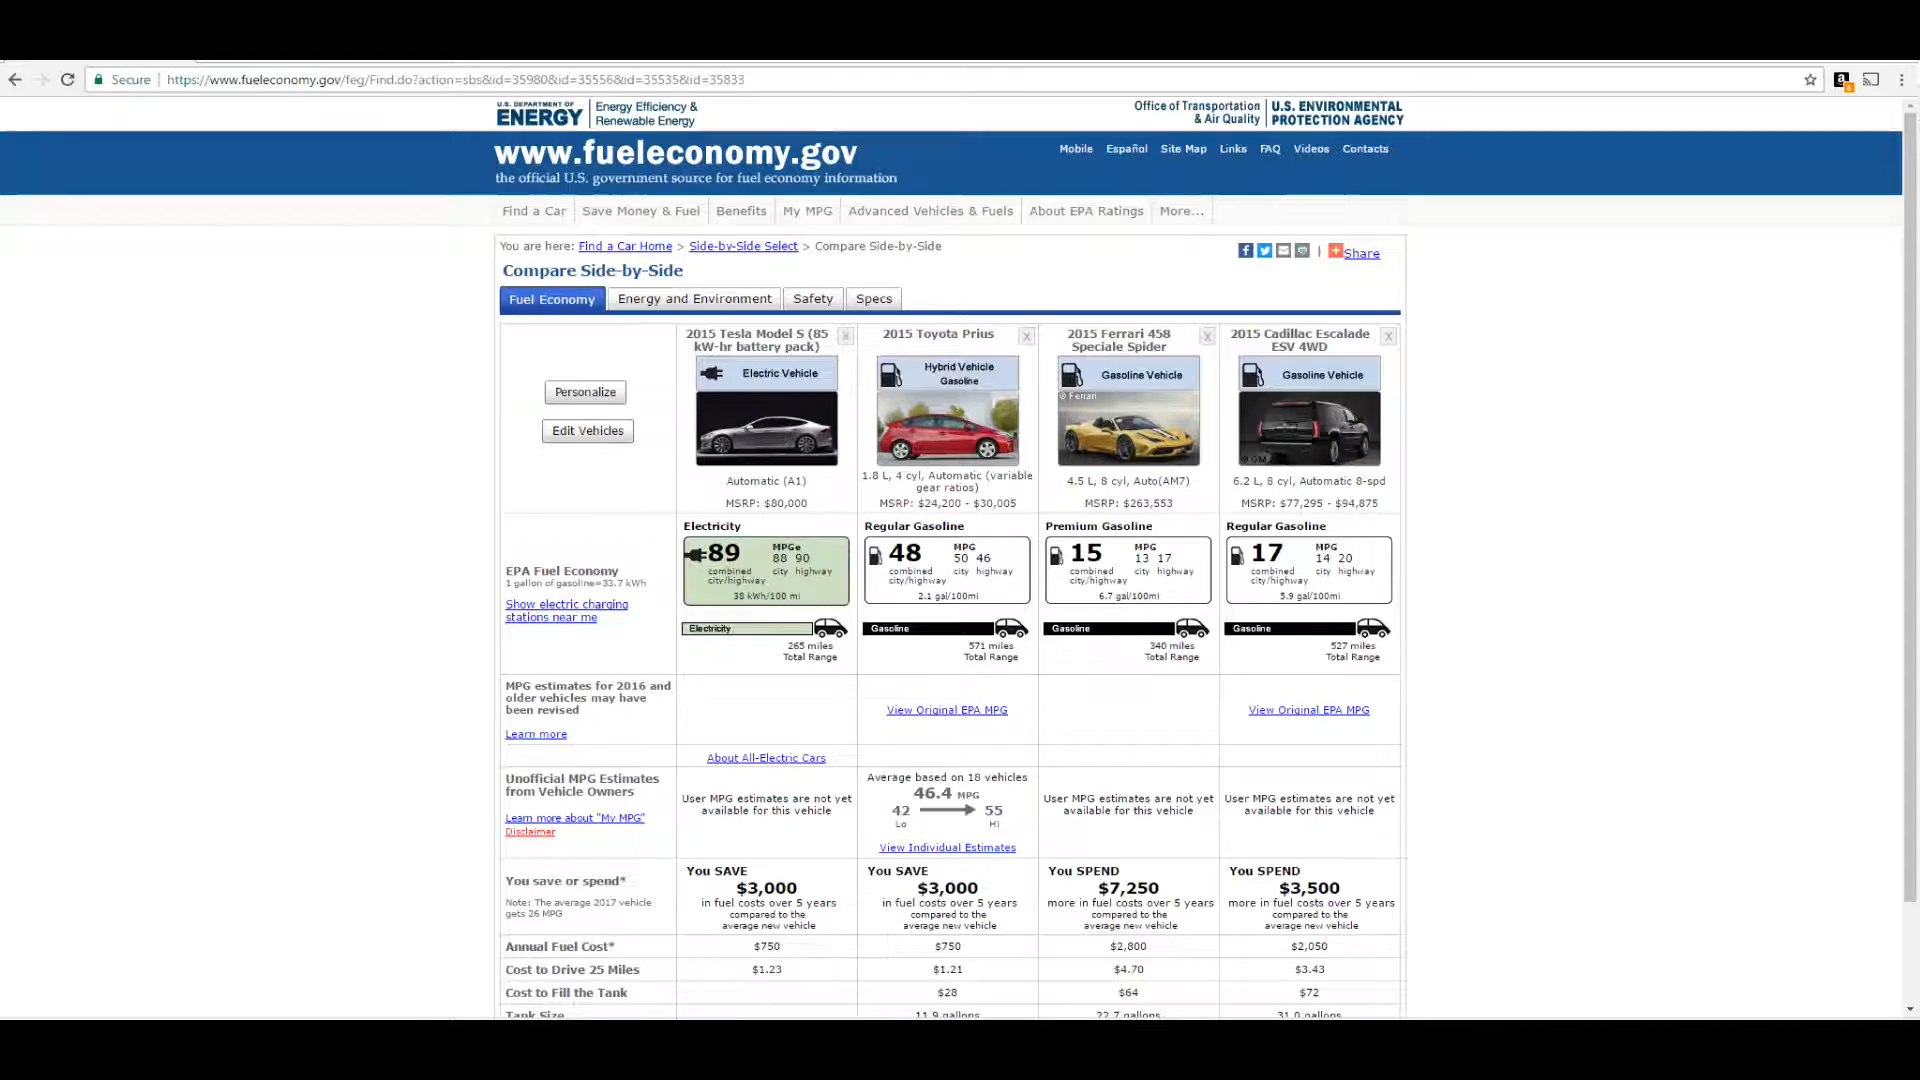 Secure
https://www.fueleconomy.gov/feg/Find.do?action=sbs&id=35980&id=35556&id=35535&id=35833
U.S. DEPARTMENT OF
ENERGY
Energy Efficiency &
Renewable Energy
Office of Transportation
& Air Quality
U.S. ENVIRONMENTAL
PROTECTION AGENCY
www.fueleconomy.gov
the official U.S. government source for fuel economy information
Mobile Español Site Map Links FAQ Videos Contacts
Find a Car Save Money & Fuel Benefits My MPG Advanced Vehicles & Fuels About EPA Ratings More...
You are here: Find a Car Home > Side-by-Side Select > Compare Side-by-Side
| Share
Compare Side-by-Side
Fuel Economy Energy and Environment Safety Specs
Personalize
Edit Vehicles
2015 Tesla Model S (85
kW-hr battery pack)
x
Electric Vehicle
Automatic (A1)
MSRP: $80,000
2015 Toyota Prius
x
Hybrid Vehicle
Gasoline
1.8 L, 4 cyl, Automatic (variable
gear ratios)
MSRP: $24,200 - $30,005
2015 Ferrari 458
Speciale Spider
x
Gasoline Vehicle
© Ferrari
4.5 L, 8 cyl, Auto(AM7)
MSRP: $263,553
2015 Cadillac Escalade
ESV 4WD
x
Gasoline Vehicle
© GM
6.2 L, 8 cyl, Automatic 8-spd
MSRP: $77,295 - $94,875
EPA Fuel Economy
1 gallon of gasoline=33.7 kWh
Show electric charging
stations near me
Electricity
89 MPGe
88 90
combined city highway
city/highway
38 kWh/100 mi
Electricity
265 miles
Total Range
Regular Gasoline
48 MPG
50 46
combined city highway
city/highway
2.1 gal/100mi
Gasoline
571 miles
Total Range
Premium Gasoline
15 MPG
13 17
combined city highway
city/highway
6.7 gal/100mi
Gasoline
340 miles
Total Range
Regular Gasoline
17 MPG
14 20
combined city highway
city/highway
5.9 gal/100mi
Gasoline
527 miles
Total Range
MPG estimates for 2016 and
older vehicles may have
been revised
Learn more
View Original EPA MPG
View Original EPA MPG
About All-Electric Cars
Unofficial MPG Estimates
from Vehicle Owners
Learn more about "My MPG"
Disclaimer
User MPG estimates are not yet
available for this vehicle
Average based on 18 vehicles
46.4 MPG
42 55
Lo Hi
View Individual Estimates
User MPG estimates are not yet
available for this vehicle
User MPG estimates are not yet
available for this vehicle
You save or spend*
Note: The average 2017 vehicle
gets 26 MPG
You SAVE
$3,000
in fuel costs over 5 years
compared to the
average new vehicle
You SAVE
$3,000
in fuel costs over 5 years
compared to the
average new vehicle
You SPEND
$7,250
more in fuel costs over 5 years
compared to the
average new vehicle
You SPEND
$3,500
more in fuel costs over 5 years
compared to the
average new vehicle
Annual Fuel Cost* $750 $750 $2,800 $2,050
Cost to Drive 25 Miles $1.23 $1.21 $4.70 $3.43
Cost to Fill the Tank $28 $64 $72
Tank Size 11.9 gallons 22.7 gallons 31.0 gallons